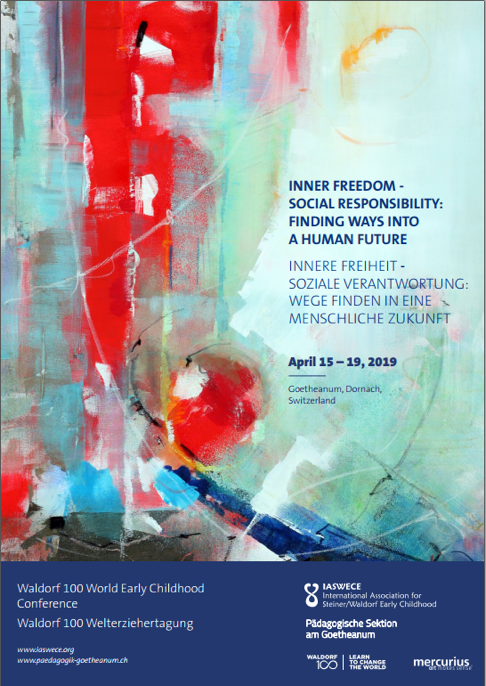 INNER FREEDOM -
SOCIAL RESPONSIBILITY:
FINDING WAYS INTO
A HUMAN FUTURE
INNERE FREIHEIT -
SOZIALE VERANTWORTUNG:
WEGE FINDEN IN EINE
MENSCHLICHE ZUKUNFT
April 15 – 19, 2019
Goetheanum, Dornach,
Switzerland
Waldorf 100 World Early Childhood
Conference
Waldorf 100 Welterziehertagung
www.iaswece.org
www.paedagogik-goetheanum.ch
IASWECE
International Association for
Steiner/Waldorf Early Childhood
Pädagogische Sektion
am Goetheanum
WALDORF
100
LEARN
TO CHANGE
THE WORLD
mercurius
art makes sense